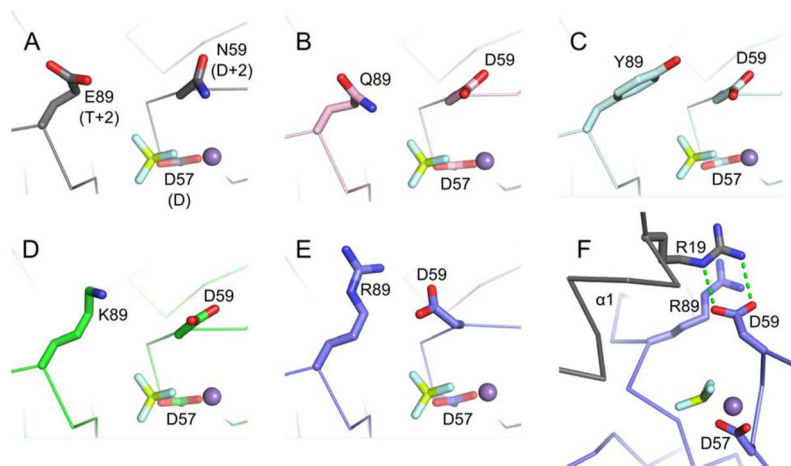 A
N59
(D+2)
E89
(T+2)
D57
(D)
B
Q89
D59
D57
C
Y89
D59
D57
D
K89
D59
D57
E
R89
D59
D57
F
R19
α1
R89
D59
D57